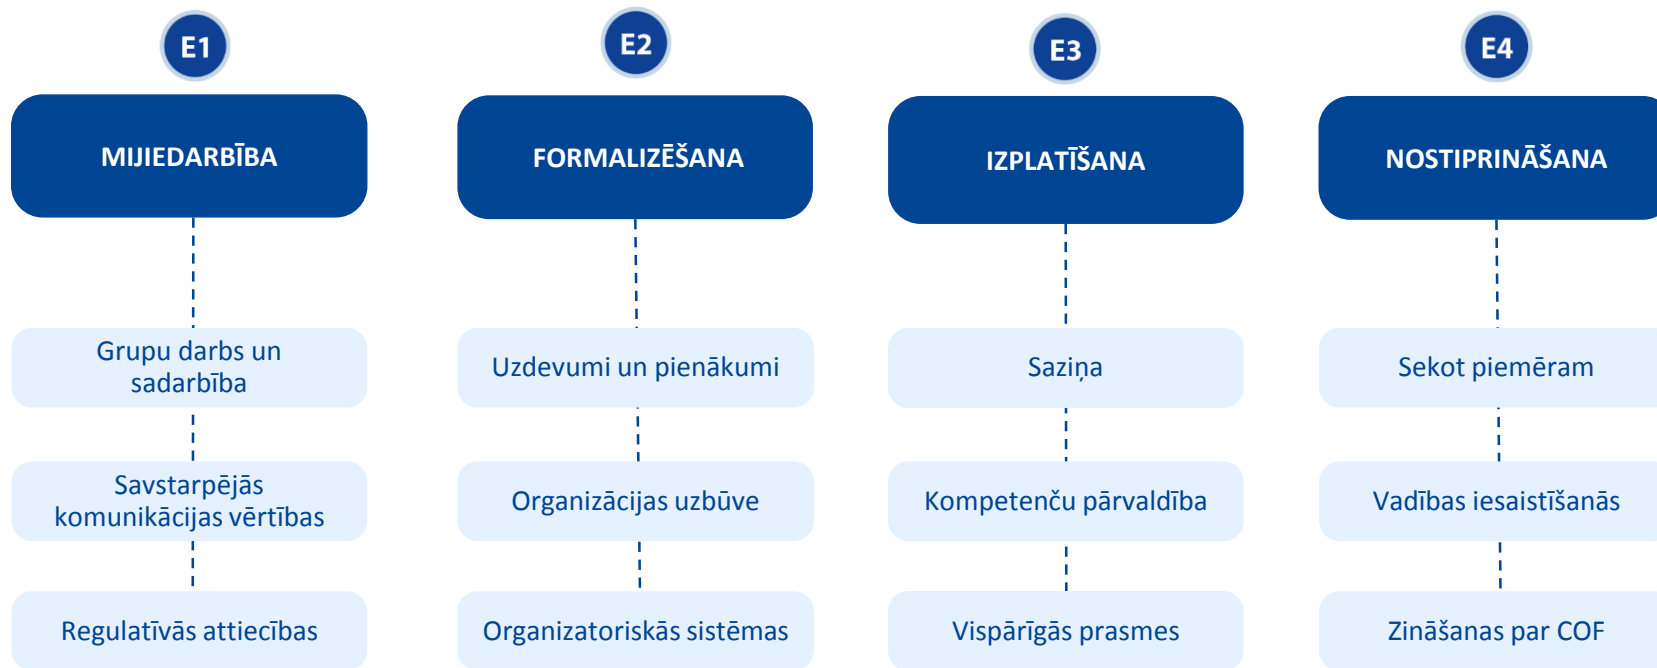 E1
MIJIEDARBĪBA
Grupu darbs un
sadarbība
Savstarpējās
komunikācijas vērtības
Regulatīvās attiecības
E2
FORMALIZĒŠANA
Uzdevumi un pienākumi
Organizācijas uzbūve
Organizatoriskās sistēmas
E3
IZPLATĪŠANA
Saziņa
Kompetenču pārvaldība
Vispārīgās prasmes
E4
NOSTIPRINĀŠANA
Sekot piemēram
Vadības iesaistīšanās
Zināšanas par COF